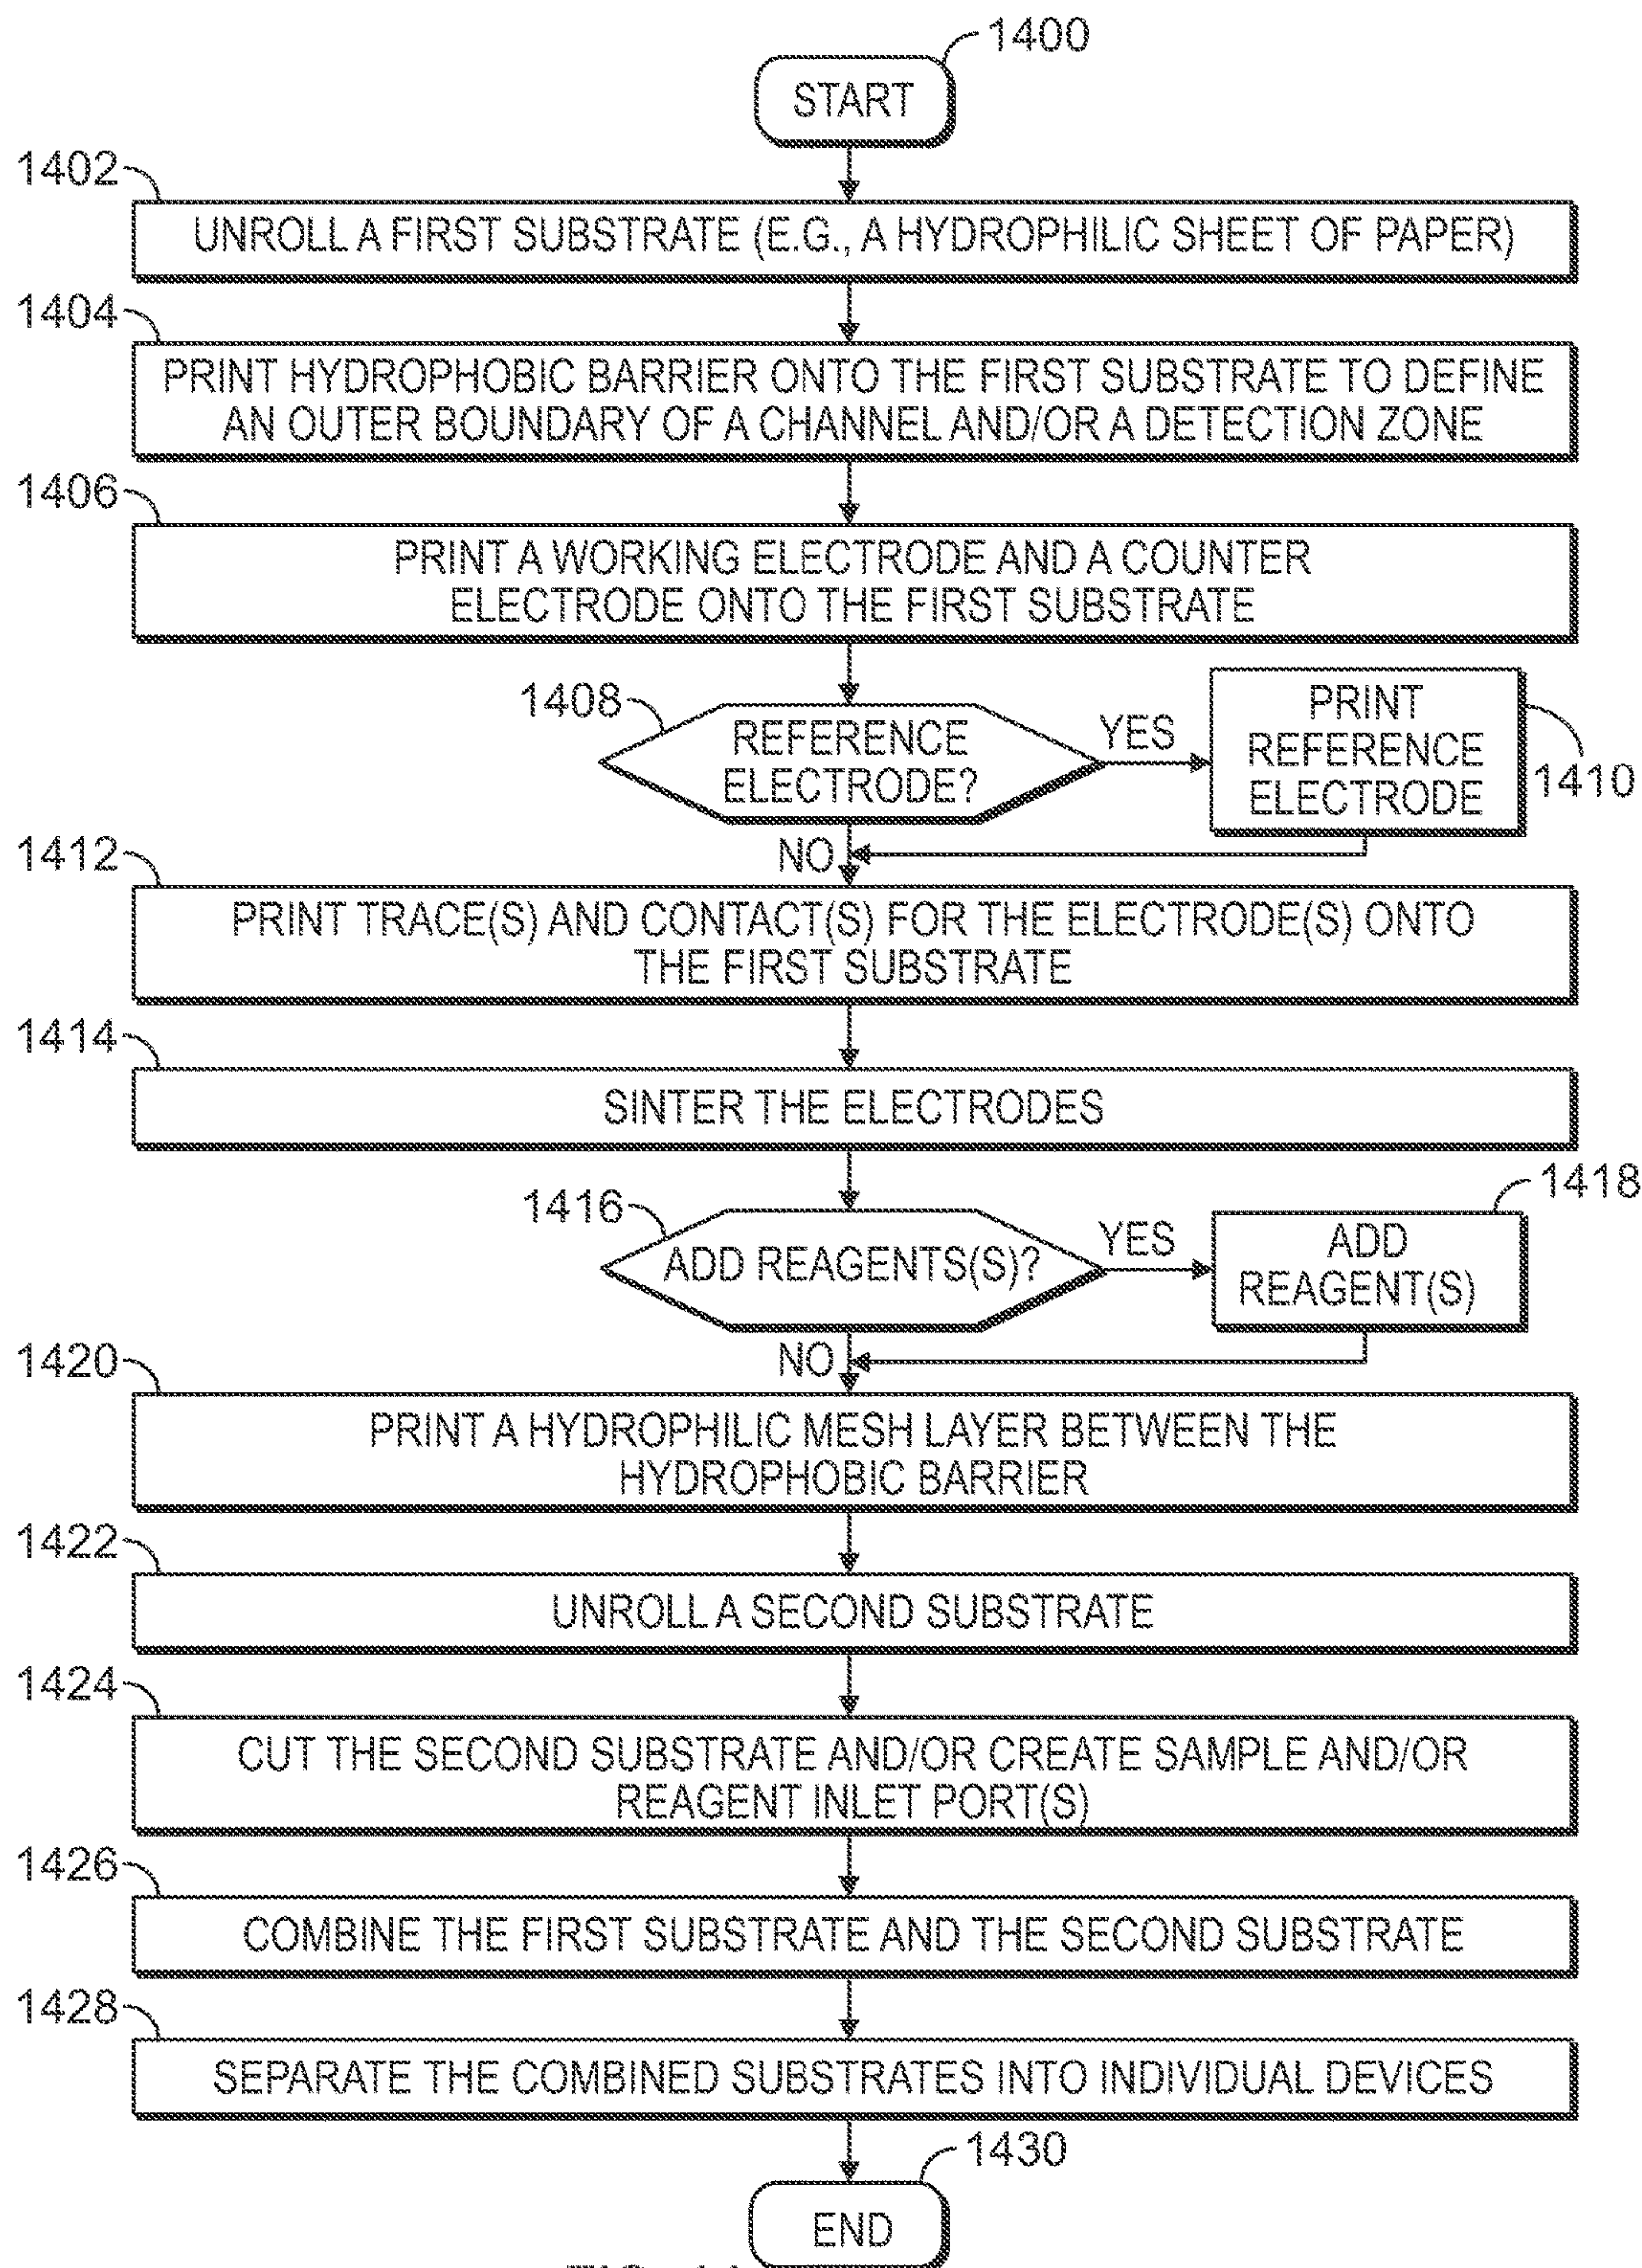 1400
START
1402
UNROLL A FIRST SUBSTRATE (E.G., A HYDROPHILIC SHEET OF PAPER)
1404
PRINT HYDROPHOBIC BARRIER ONTO THE FIRST SUBSTRATE TO DEFINE
AN OUTER BOUNDARY OF A CHANNEL AND/OR A DETECTION ZONE
1406
PRINT A WORKING ELECTRODE AND A COUNTER
ELECTRODE ONTO THE FIRST SUBSTRATE
1408
REFERENCE
ELECTRODE?
YES
PRINT
REFERENCE
ELECTRODE
1410
NO
1412
PRINT TRACE(S) AND CONTACT(S) FOR THE ELECTRODE(S) ONTO
THE FIRST SUBSTRATE
1414
SINTER THE ELECTRODES
1416
ADD REAGENTS(S)?
YES
1418
ADD
REAGENT(S)
NO
1420
PRINT A HYDROPHILIC MESH LAYER BETWEEN THE
HYDROPHOBIC BARRIER
1422
UNROLL A SECOND SUBSTRATE
1424
CUT THE SECOND SUBSTRATE AND/OR CREATE SAMPLE AND/OR
REAGENT INLET PORT(S)
1426
COMBINE THE FIRST SUBSTRATE AND THE SECOND SUBSTRATE
1428
SEPARATE THE COMBINED SUBSTRATES INTO INDIVIDUAL DEVICES
1430
END